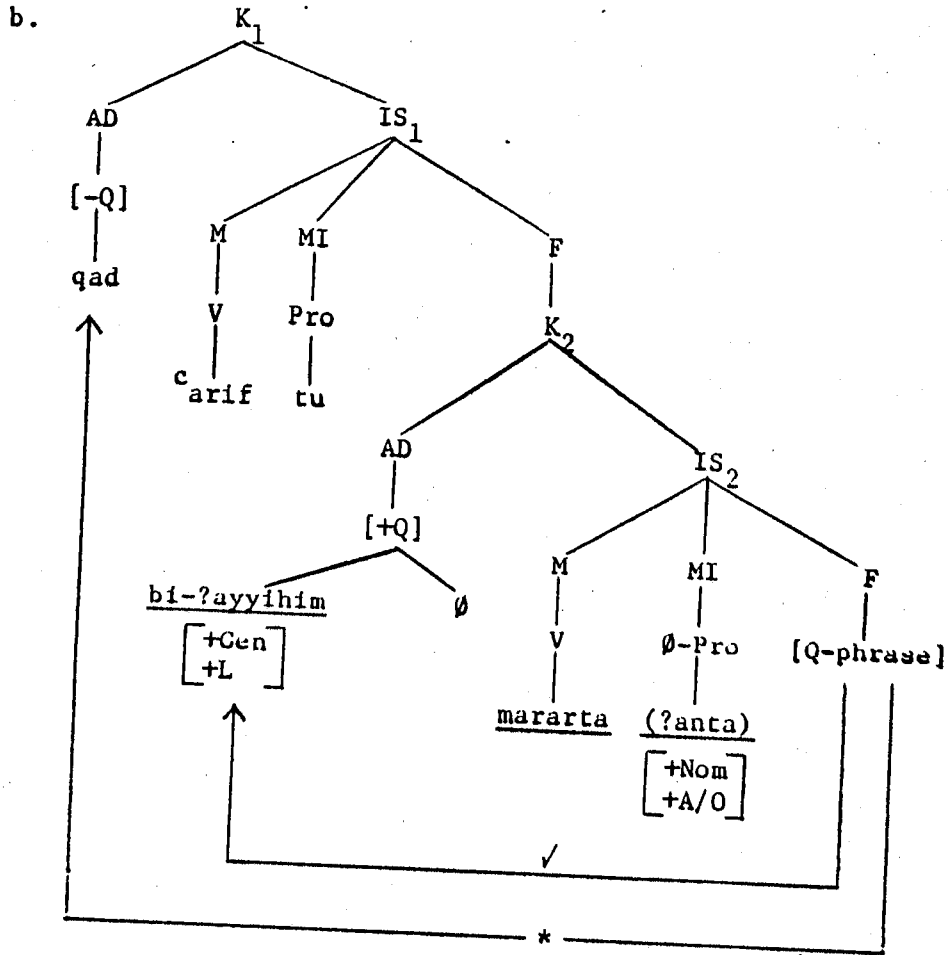 b.
K1
AD IS1
[-Q]
M MI F
qad
V Pro K2
carif tu
AD IS2
[+Q]
M MI F
bi-?ayyihim ø
V ø-Pro [Q-phrase]
[+Gen
+L]
mararta (?anta)
[+Nom
+A/O]
✓
*